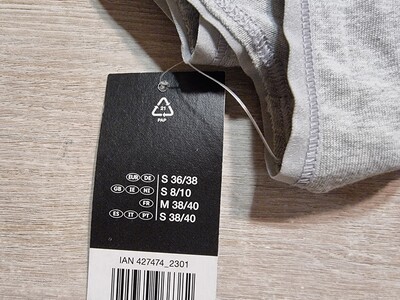 21
PAP
EUR DE S 36/38
GB IE NI S 8/10
FR M 38/40
ES IT PT S 38/40
IAN 427474_2301